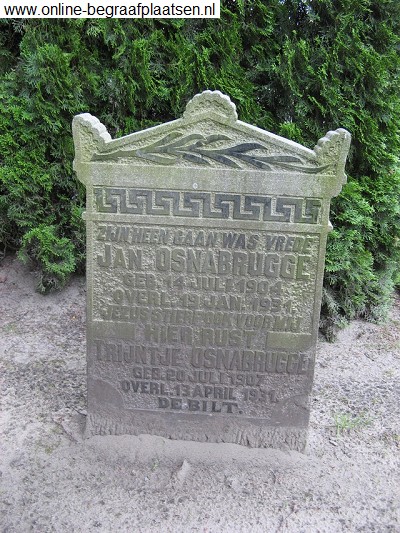 www.online-begraafplaatsen.nl
ZIJN HEEN GAAN WAS VREDE
JAN OSNABRUGGE
GEB. 14 JULI 1904
OVERL. 19 JAN. 1931
JEZUS STIERF OOK VOOR MIJ
HIER RUST
TRIJNTJE OSNABRUGGE
GEB. 20 JULI 1907
OVERL. 13 APRIL 1931.
DE BILT.